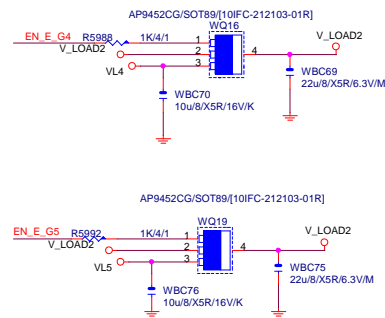 AP9452CG/SOT89/[10IFC-212103-01R]
WQ16
EN_E_G4 R5988 1K/4/1 1 4 V_LOAD2
V_LOAD2 2
VL4 3
WBC69
22u/8/X5R/6.3V/M
WBC70
10u/8/X5R/16V/K
AP9452CG/SOT89/[10IFC-212103-01R]
WQ19
EN_E_G5 R5992 1K/4/1 1 4 V_LOAD2
V_LOAD2 2
VL5 3
WBC75
22u/8/X5R/6.3V/M
WBC76
10u/8/X5R/16V/K